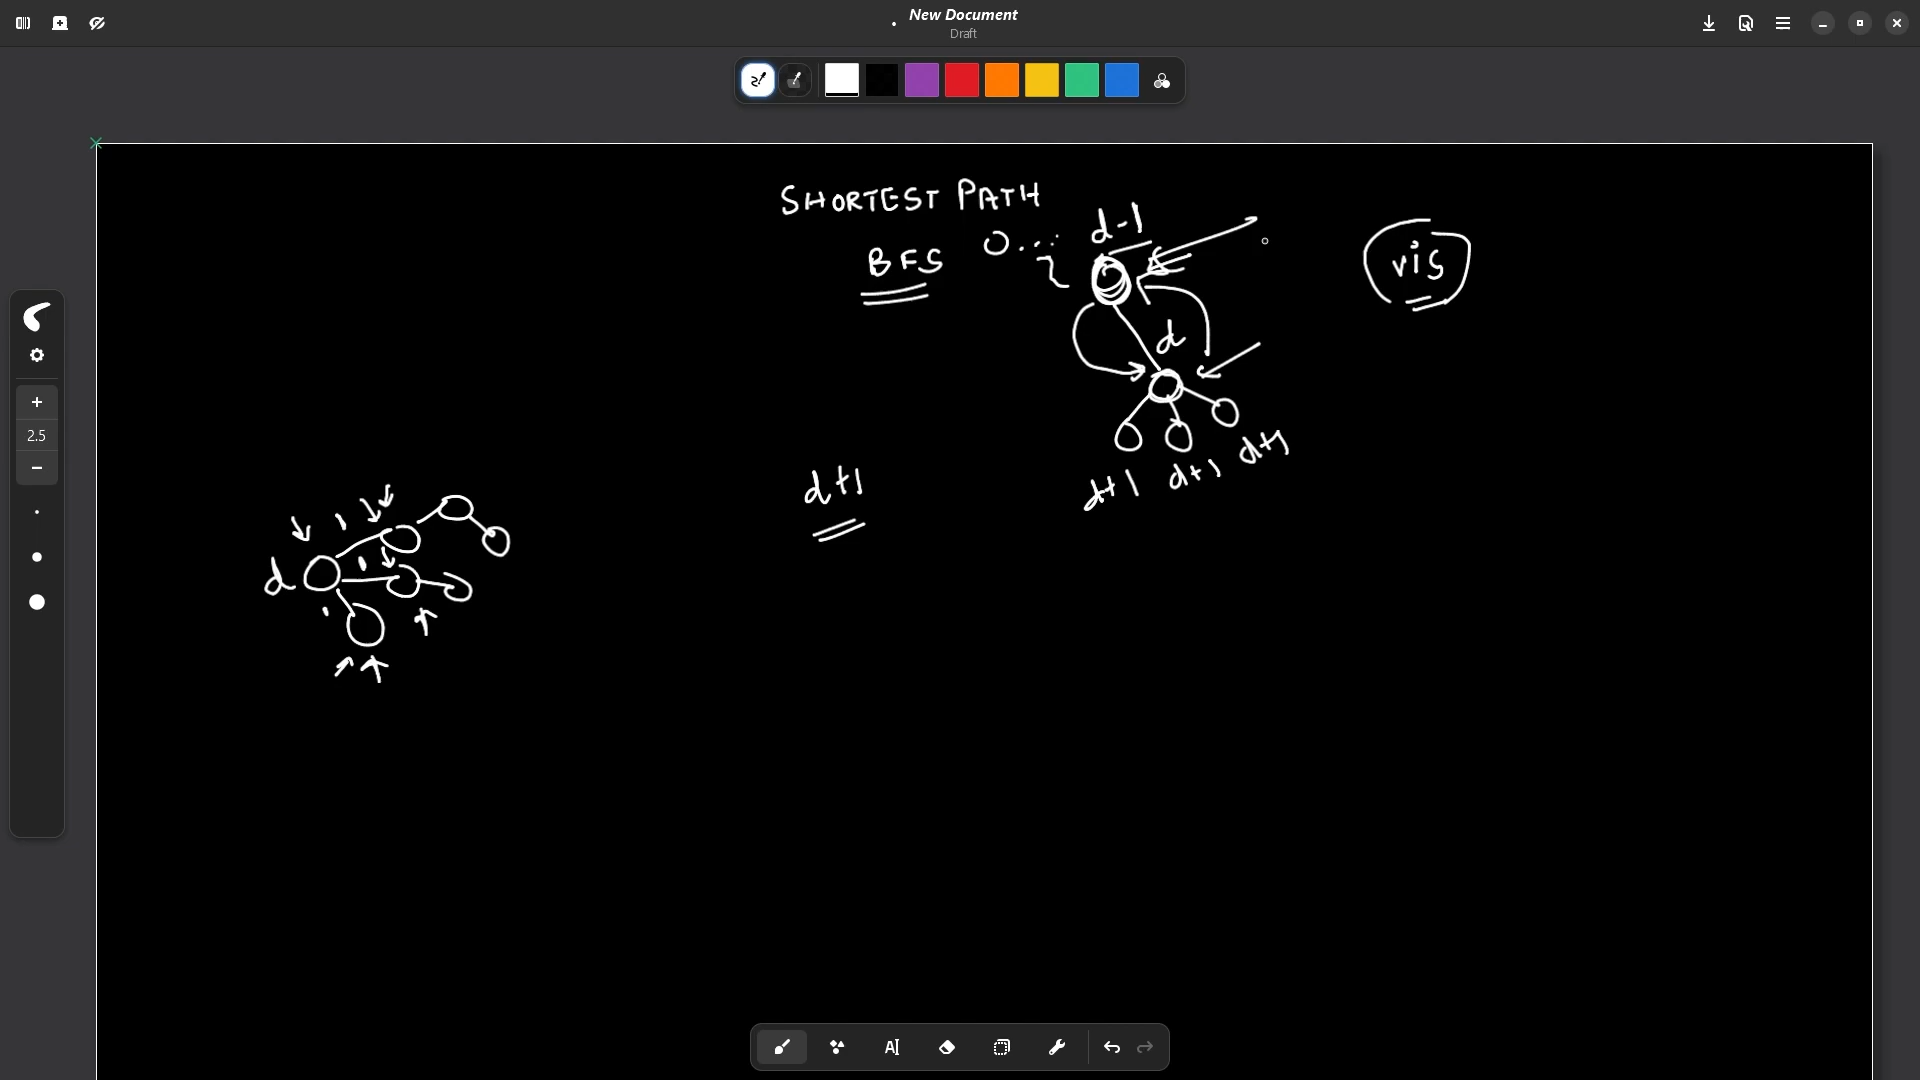 New Document
Draft
SHORTEST PATH
BFS
d-1
vis
d
2.5
d+1
d+1 d+1 d+1
d